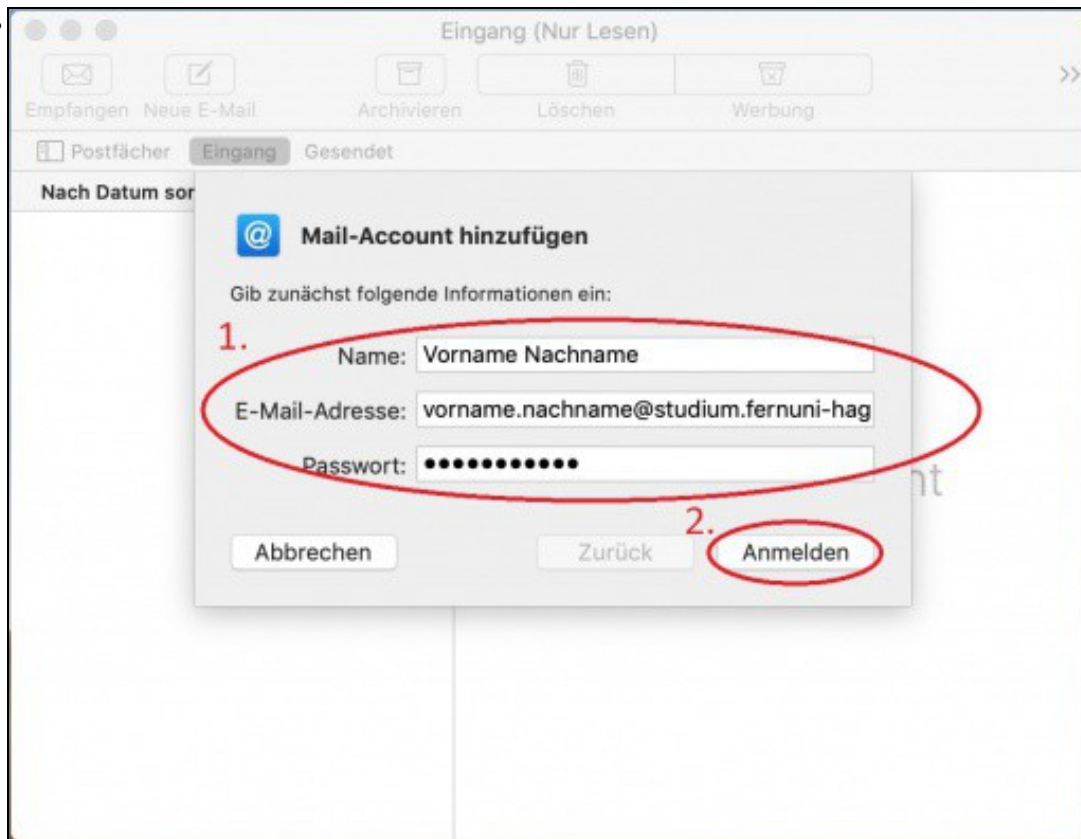 Eingang (Nur Lesen)
Empfangen Neue E-Mail Archivieren Löschen Werbung
Postfächer Eingang Gesendet
Nach Datum sor
Mail-Account hinzufügen
Gib zunächst folgende Informationen ein:
1.
Name: Vorname Nachname
E-Mail-Adresse: vorname.nachname@studium.fernuni-hag
Passwort: ●●●●●●●●●●●
nt
2.
Abbrechen Zurück Anmelden